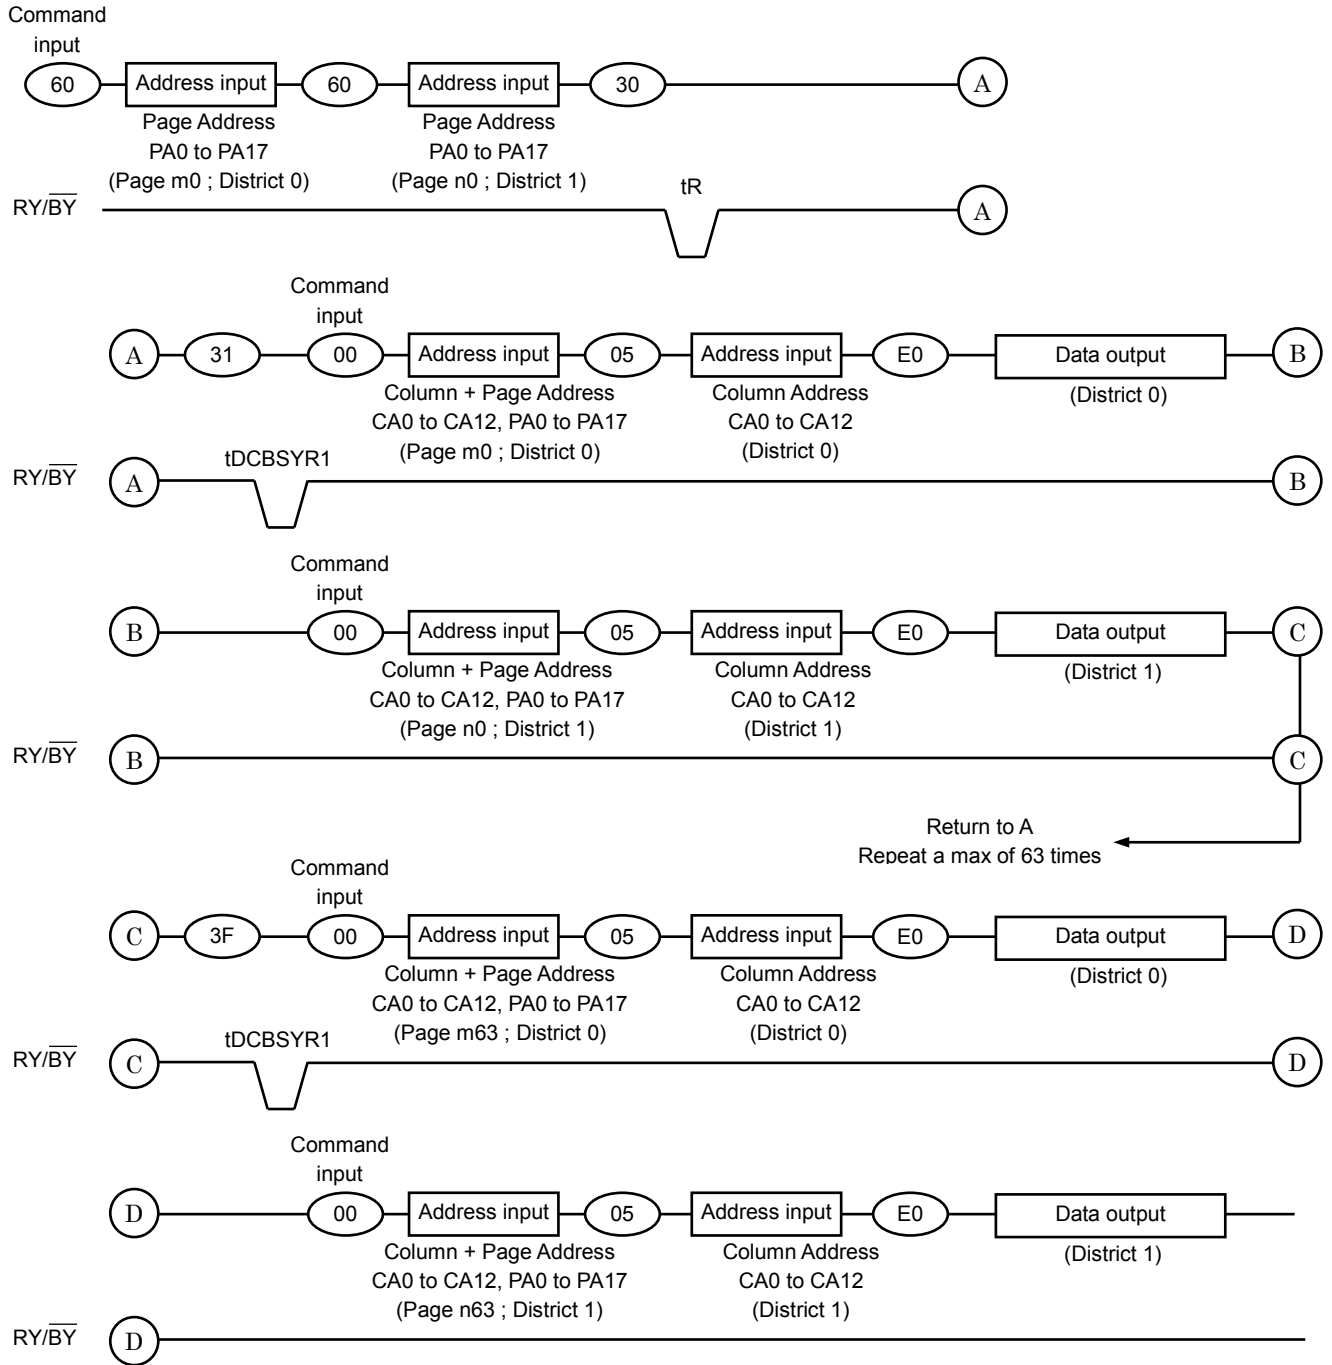 Command
input
60 Address input 60 Address input 30 A
Page Address Page Address
PA0 to PA17 PA0 to PA17
(Page m0 ; District 0) (Page n0 ; District 1)
tR
RY/BY A
Command
input
A 31 00 Address input 05 Address input E0 Data output B
Column + Page Address Column Address (District 0)
CA0 to CA12, PA0 to PA17 CA0 to CA12
(Page m0 ; District 0) (District 0)
tDCBSYR1
RY/BY A B
Command
input
B 00 Address input 05 Address input E0 Data output C
Column + Page Address Column Address (District 1)
CA0 to CA12, PA0 to PA17 CA0 to CA12
(Page n0 ; District 1) (District 1)
RY/BY B C
Return to A
Repeat a max of 63 times
Command
input
C 3F 00 Address input 05 Address input E0 Data output D
Column + Page Address Column Address (District 0)
CA0 to CA12, PA0 to PA17 CA0 to CA12
(Page m63 ; District 0) (District 0)
tDCBSYR1
RY/BY C D
Command
input
D 00 Address input 05 Address input E0 Data output
Column + Page Address Column Address (District 1)
CA0 to CA12, PA0 to PA17 CA0 to CA12
(Page n63 ; District 1) (District 1)
RY/BY D